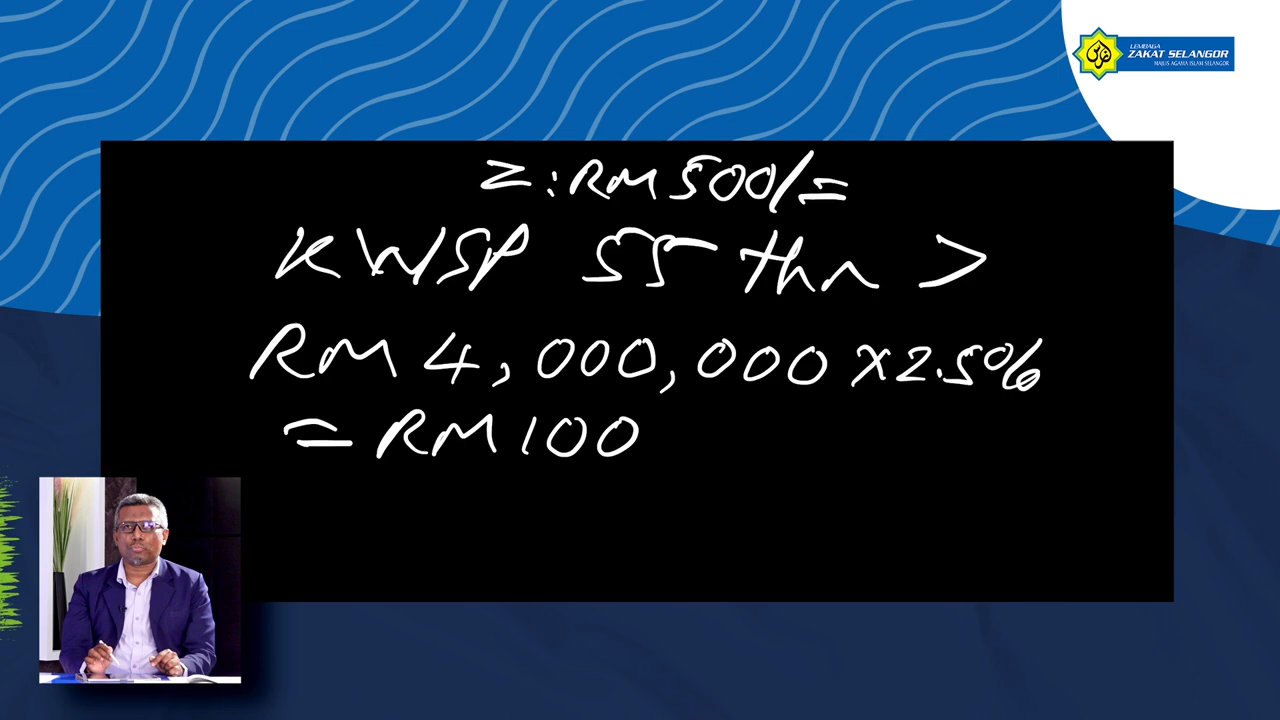 LEMBAGA
ZAKAT SELANGOR
MAJLIS AGAMA ISLAM SELANGOR
Z : RM 500/=
KWSP 55 thn >
RM 4,000,000 x 2.5%
= RM 100